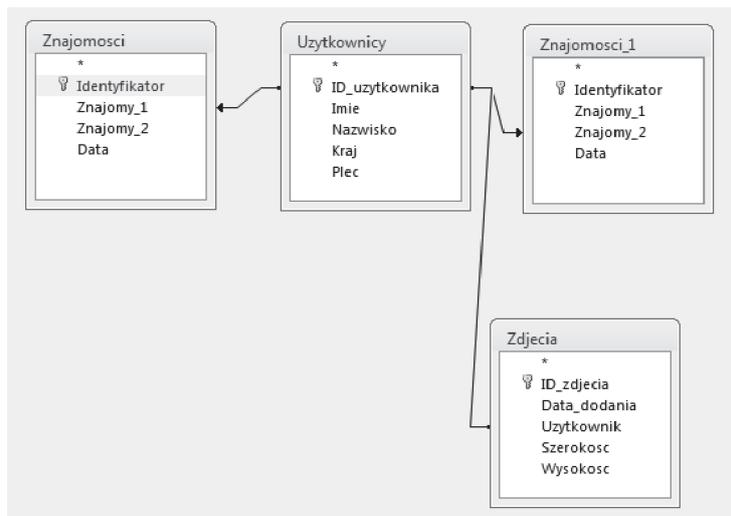 Znajomosci
*
Identyfikator
Znajomy_1
Znajomy_2
Data
Uzytkownicy
*
ID_uzytkownika
Imie
Nazwisko
Kraj
Plec
Znajomosci_1
*
Identyfikator
Znajomy_1
Znajomy_2
Data
Zdjecia
*
ID_zdjecia
Data_dodania
Uzytkownik
Szerokosc
Wysokosc